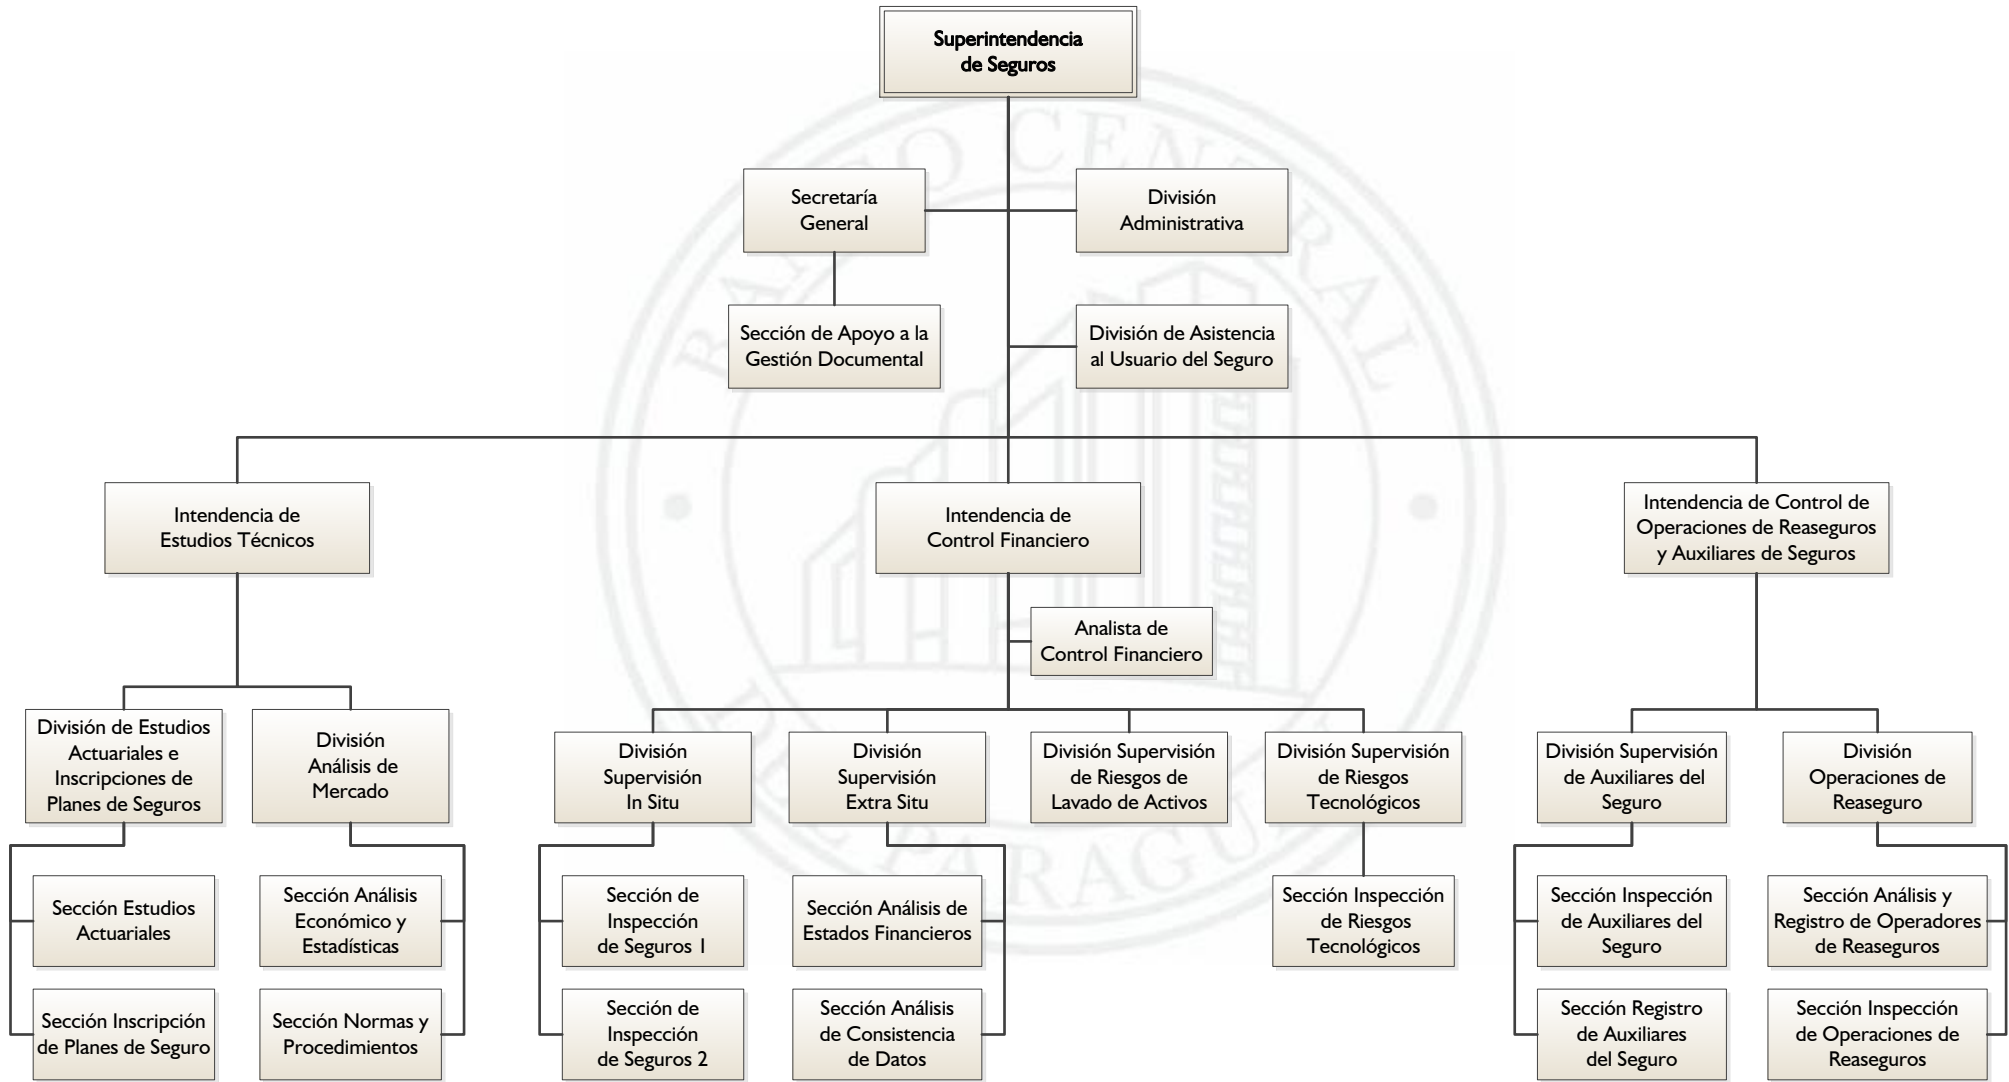 Superintendencia
de Seguros
BANCO CENTRAL
DEL PARAGUAY
Secretaría
General
División
Administrativa
Sección de Apoyo a la
Gestión Documental
División de Asistencia
al Usuario del Seguro
Intendencia de
Estudios Técnicos
Intendencia de
Control Financiero
Intendencia de Control de
Operaciones de Reaseguros
y Auxiliares de Seguros
Analista de
Control Financiero
División de Estudios
Actuariales e
Inscripciones de
Planes de Seguros
División
Análisis de
Mercado
División
Supervisión
In Situ
División
Supervisión
Extra Situ
División Supervisión
de Riesgos de
Lavado de Activos
División Supervisión
de Riesgos
Tecnológicos
División Supervisión
de Auxiliares del
Seguro
División
Operaciones de
Reaseguro
Sección Estudios
Actuariales
Sección Análisis
Económico y
Estadísticas
Sección de
Inspección
de Seguros 1
Sección Análisis de
Estados Financieros
Sección Inspección
de Riesgos
Tecnológicos
Sección Inspección
de Auxiliares del
Seguro
Sección Análisis y
Registro de Operadores
de Reaseguros
Sección Inscripción
de Planes de Seguro
Sección Normas y
Procedimientos
Sección de
Inspección
de Seguros 2
Sección Análisis
de Consistencia
de Datos
Sección Registro
de Auxiliares
del Seguro
Sección Inspección
de Operaciones de
Reaseguros